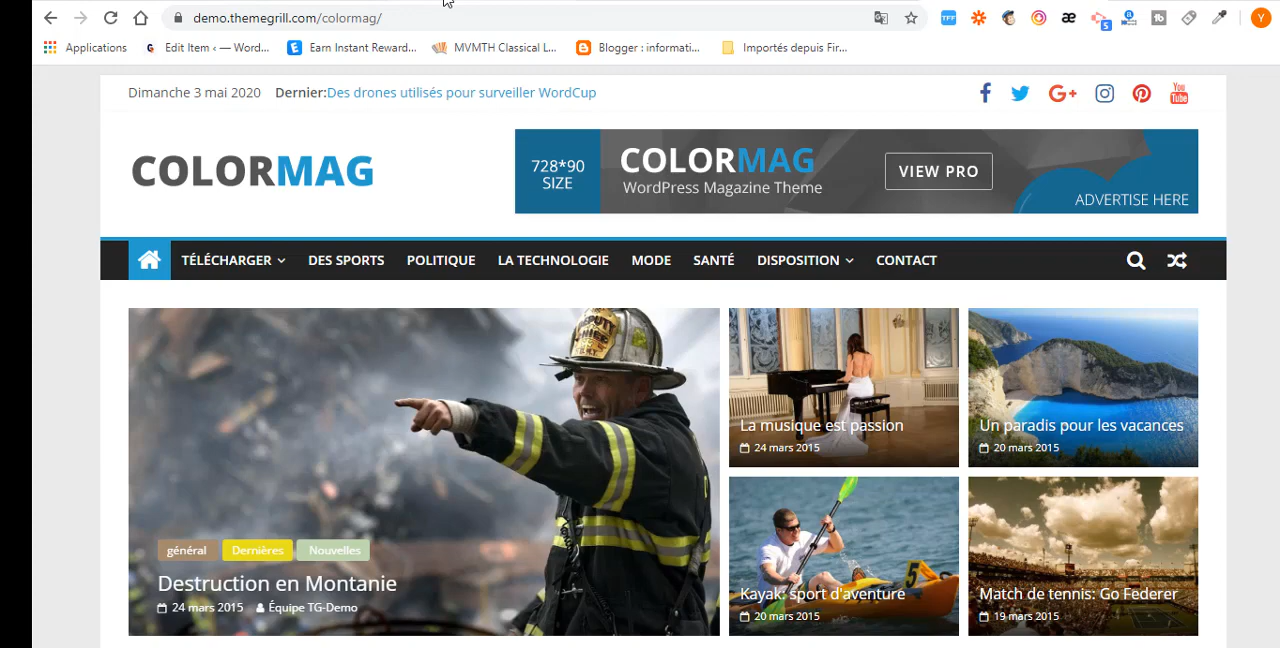 demo.themegrill.com/colormag/
Applications Edit Item ‹ — Word... Earn Instant Reward... MVMTH Classical L... Blogger : informati... Importés depuis Fir...
Dimanche 3 mai 2020 Dernier:Des drones utilisés pour surveiller WordCup
COLORMAG
728*90 SIZE
COLORMAG
WordPress Magazine Theme
VIEW PRO
ADVERTISE HERE
TÉLÉCHARGER DES SPORTS POLITIQUE LA TECHNOLOGIE MODE SANTÉ DISPOSITION CONTACT
général Dernières Nouvelles
Destruction en Montanie
24 mars 2015 Équipe TG-Demo
La musique est passion
24 mars 2015
Un paradis pour les vacances
20 mars 2015
Kayak: sport d'aventure
20 mars 2015
Match de tennis: Go Federer
19 mars 2015